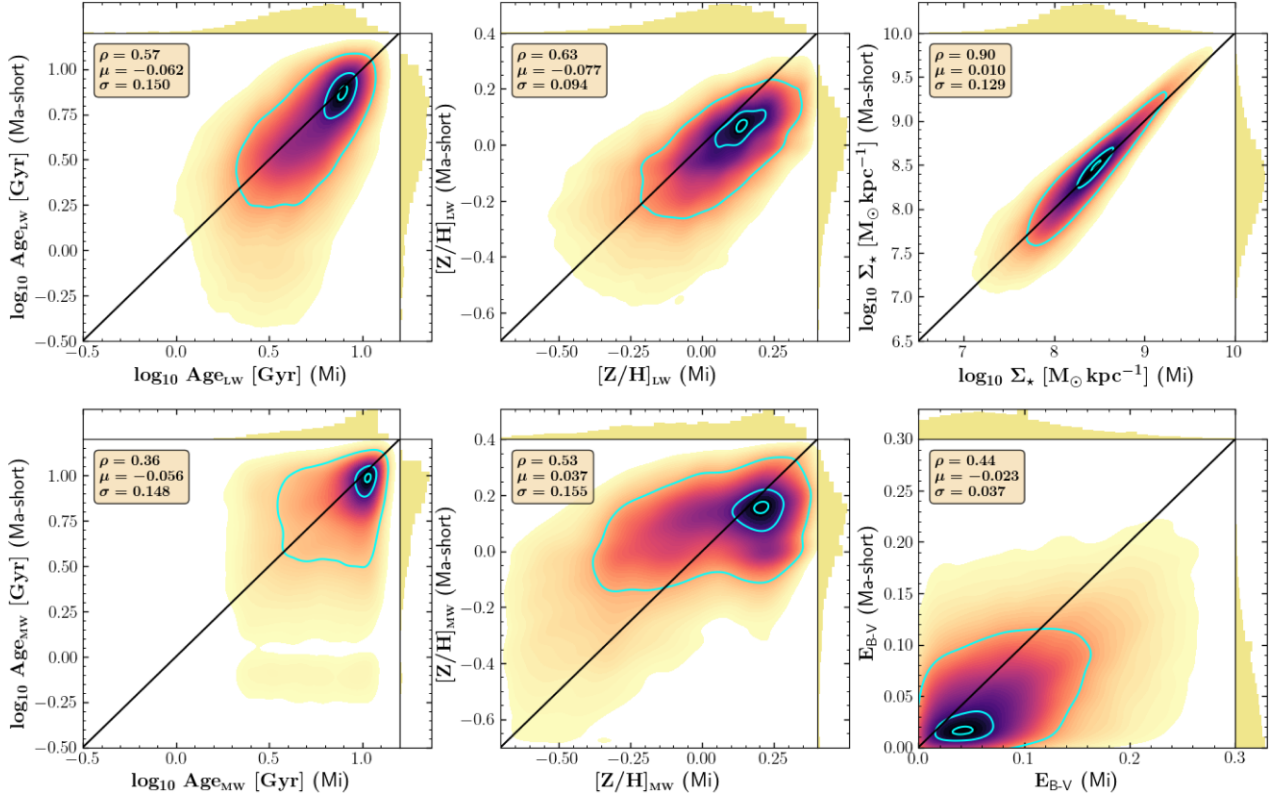 ρ = 0.57
μ = −0.062
σ = 0.150
1.00
0.75
0.50
0.25
0.00
−0.25
−0.50
log₁₀ Age_LW [Gyr] (Ma-short)
−0.5
0.0
0.5
1.0
log₁₀ Age_LW [Gyr] (Mi)
ρ = 0.63
μ = −0.077
σ = 0.094
0.4
0.2
0.0
−0.2
−0.4
−0.6
[Z/H]_LW (Ma-short)
−0.50
−0.25
0.00
0.25
[Z/H]_LW (Mi)
ρ = 0.90
μ = 0.010
σ = 0.129
10.0
9.5
9.0
8.5
8.0
7.5
7.0
6.5
log₁₀ Σ⋆ [M⊙ kpc⁻¹] (Ma-short)
7
8
9
10
log₁₀ Σ⋆ [M⊙ kpc⁻¹] (Mi)
ρ = 0.36
μ = −0.056
σ = 0.148
1.00
0.75
0.50
0.25
0.00
−0.25
−0.50
log₁₀ Age_MW [Gyr] (Ma-short)
−0.5
0.0
0.5
1.0
log₁₀ Age_MW [Gyr] (Mi)
ρ = 0.53
μ = 0.037
σ = 0.155
0.4
0.2
0.0
−0.2
−0.4
−0.6
[Z/H]_MW (Ma-short)
−0.50
−0.25
0.00
0.25
[Z/H]_MW (Mi)
ρ = 0.44
μ = −0.023
σ = 0.037
0.30
0.25
0.20
0.15
0.10
0.05
0.00
E_B-V (Ma-short)
0.0
0.1
0.2
0.3
E_B-V (Mi)